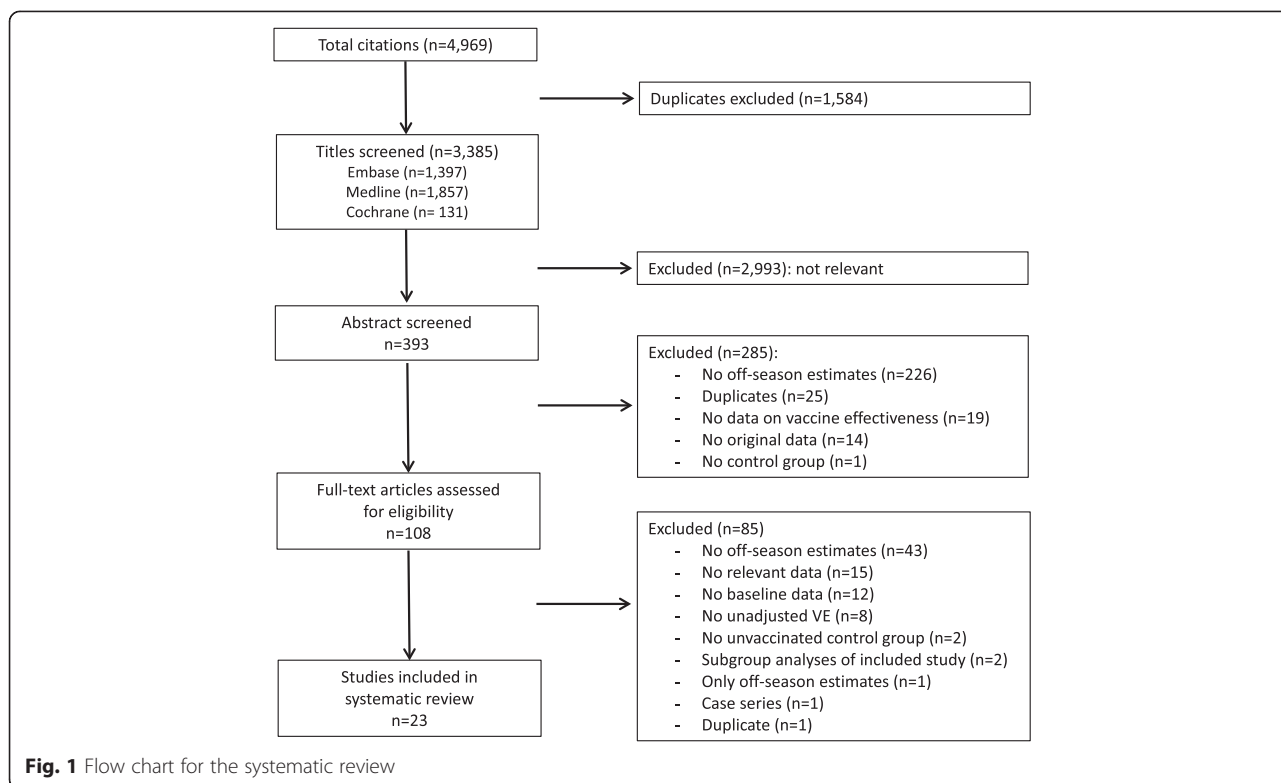 Total citations (n=4,969)
Duplicates excluded (n=1,584)
Titles screened (n=3,385)
Embase (n=1,397)
Medline (n=1,857)
Cochrane (n= 131)
Excluded (n=2,993): not relevant
Abstract screened
n=393
Excluded (n=285):
- No off-season estimates (n=226)
- Duplicates (n=25)
- No data on vaccine effectiveness (n=19)
- No original data (n=14)
- No control group (n=1)
Full-text articles assessed
for eligibility
n=108
Excluded (n=85)
- No off-season estimates (n=43)
- No relevant data (n=15)
- No baseline data (n=12)
- No unadjusted VE (n=8)
- No unvaccinated control group (n=2)
- Subgroup analyses of included study (n=2)
- Only off-season estimates (n=1)
- Case series (n=1)
- Duplicate (n=1)
Studies included in
systematic review
n=23
Fig. 1 Flow chart for the systematic review